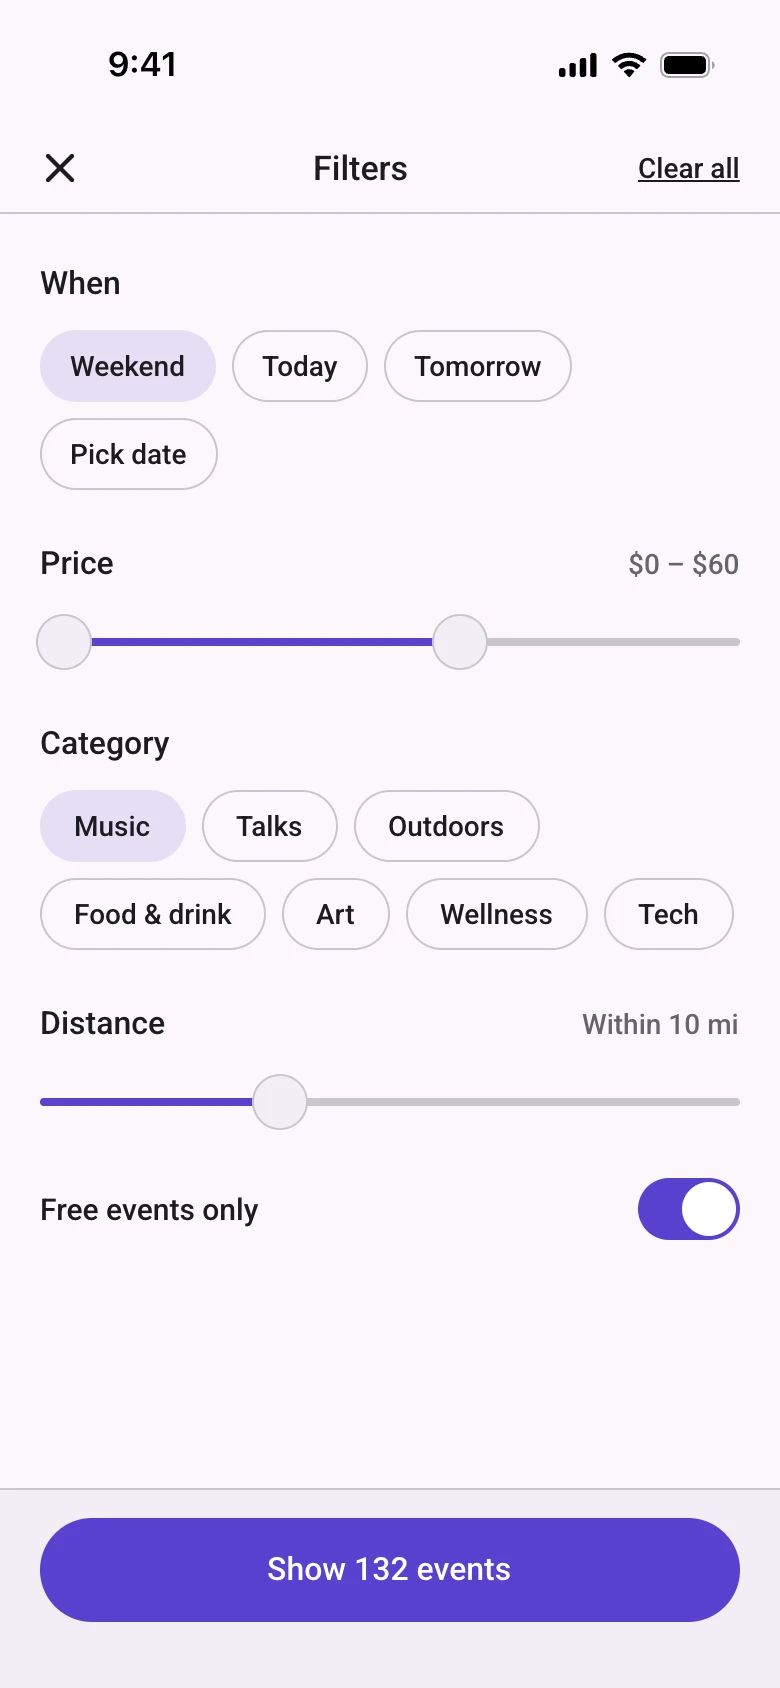 9:41
Filters
Clear all
When
Weekend
Today
Tomorrow
Pick date
Price
$0 – $60
Category
Music
Talks
Outdoors
Food & drink
Art
Wellness
Tech
Distance
Within 10 mi
Free events only
Show 132 events